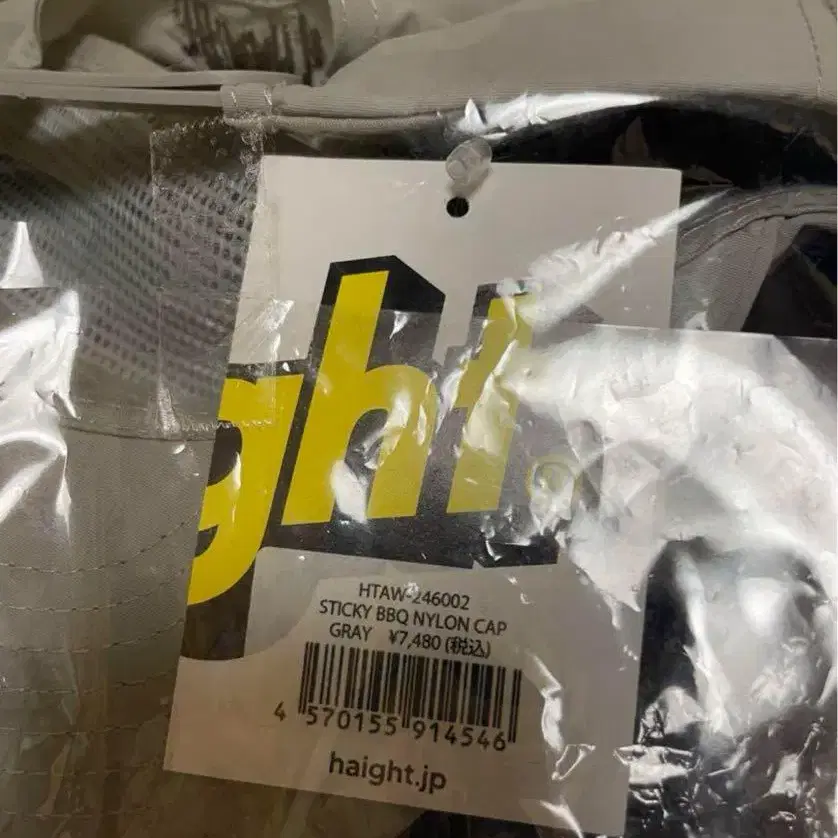 ght.
HTAW-246002
STICKY BBQ NYLON CAP
GRAY ¥7,480 (税込)
4 570155 914546
haight.jp